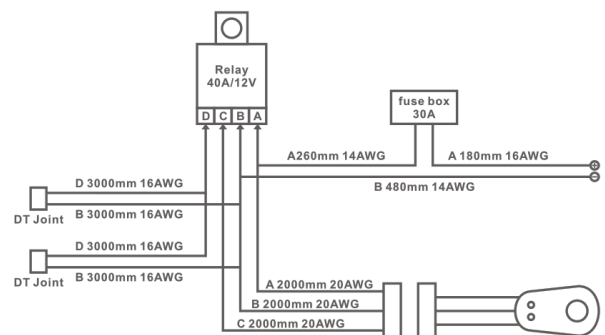 Relay
40A/12V
D C B A
fuse box
30A
A260mm 14AWG
A 180mm 16AWG
B 480mm 14AWG
D 3000mm 16AWG
B 3000mm 16AWG
DT Joint
D 3000mm 16AWG
B 3000mm 16AWG
DT Joint
A 2000mm 20AWG
B 2000mm 20AWG
C 2000mm 20AWG